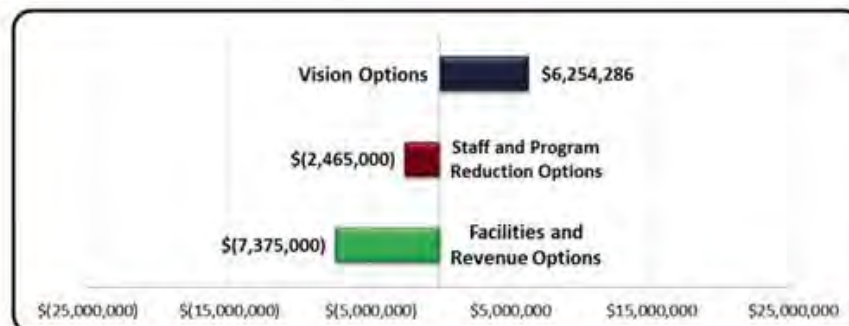 Vision Options
$6,254,286
$(2,465,000)
Staff and Program
Reduction Options
$(7,375,000)
Facilities and
Revenue Options
$(25,000,000) $(15,000,000) $(5,000,000) $5,000,000 $15,000,000 $25,000,000